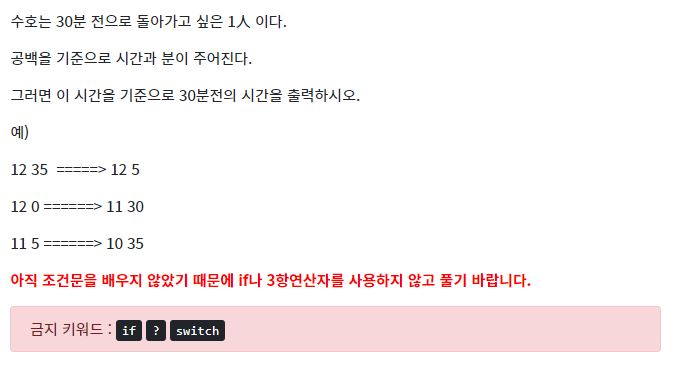 수호는 30분 전으로 돌아가고 싶은 1人 이다.
공백을 기준으로 시간과 분이 주어진다.
그러면 이 시간을 기준으로 30분전의 시간을 출력하시오.
예)
12 35  =====> 12 5
12 0 ======> 11 30
11 5 ======> 10 35
아직 조건문을 배우지 않았기 때문에 if나 3항연산자를 사용하지 않고 풀기 바랍니다.
금지 키워드 : if ? switch